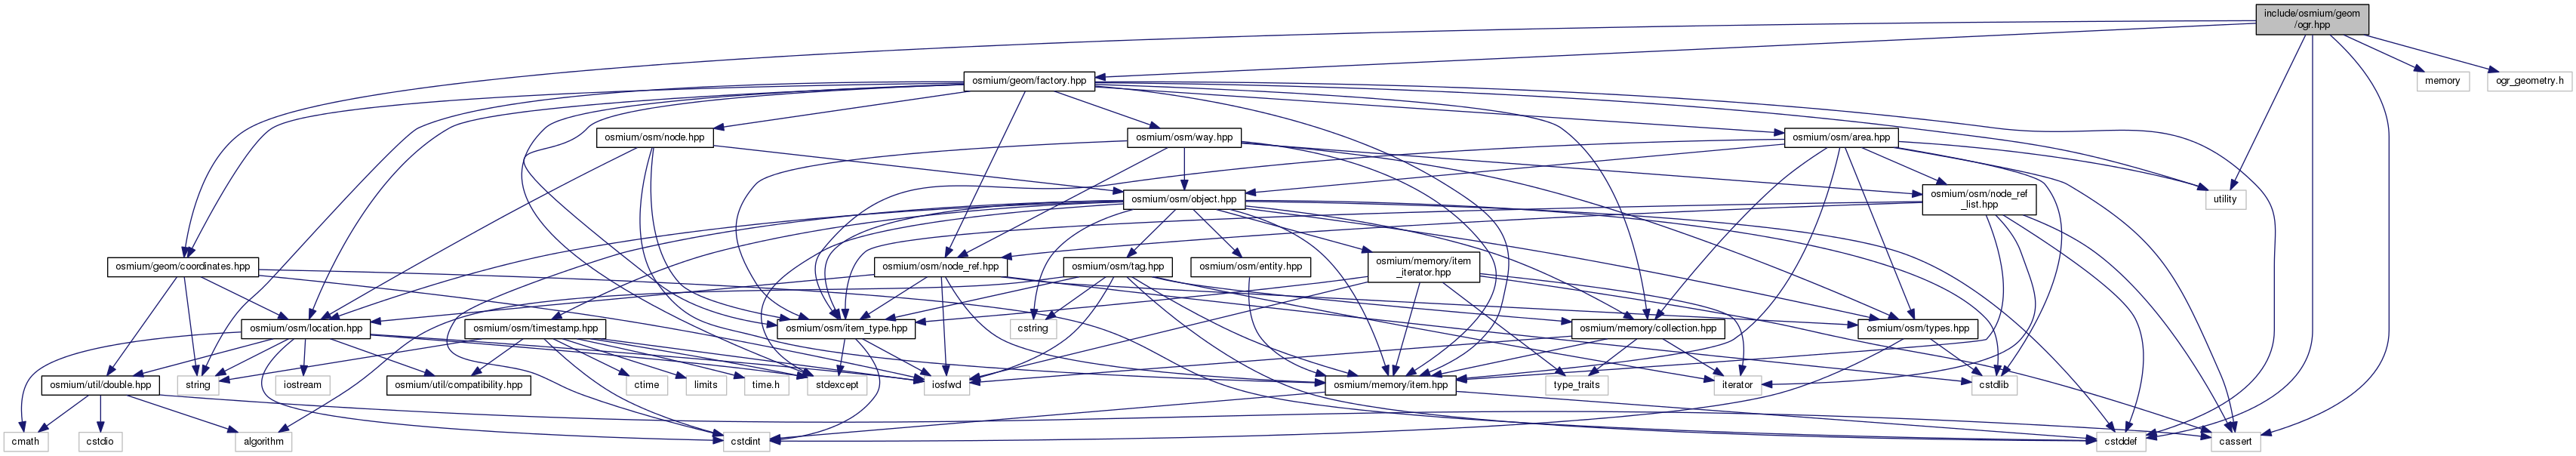 include/osmium/geom
/ogr.hpp
osmium/geom/factory.hpp
memory
ogr_geometry.h
osmium/osm/node.hpp
osmium/osm/way.hpp
osmium/osm/area.hpp
osmium/osm/object.hpp
osmium/osm/node_ref
_list.hpp
utility
osmium/geom/coordinates.hpp
osmium/osm/node_ref.hpp
osmium/osm/tag.hpp
osmium/osm/entity.hpp
osmium/memory/item
_iterator.hpp
osmium/osm/location.hpp
osmium/osm/timestamp.hpp
osmium/osm/item_type.hpp
cstring
osmium/memory/collection.hpp
osmium/osm/types.hpp
osmium/util/double.hpp
string
iostream
osmium/util/compatibility.hpp
ctime
limits
time.h
stdexcept
iosfwd
osmium/memory/item.hpp
type_traits
iterator
cstdlib
cmath
cstdio
algorithm
cstdint
cstddef
cassert